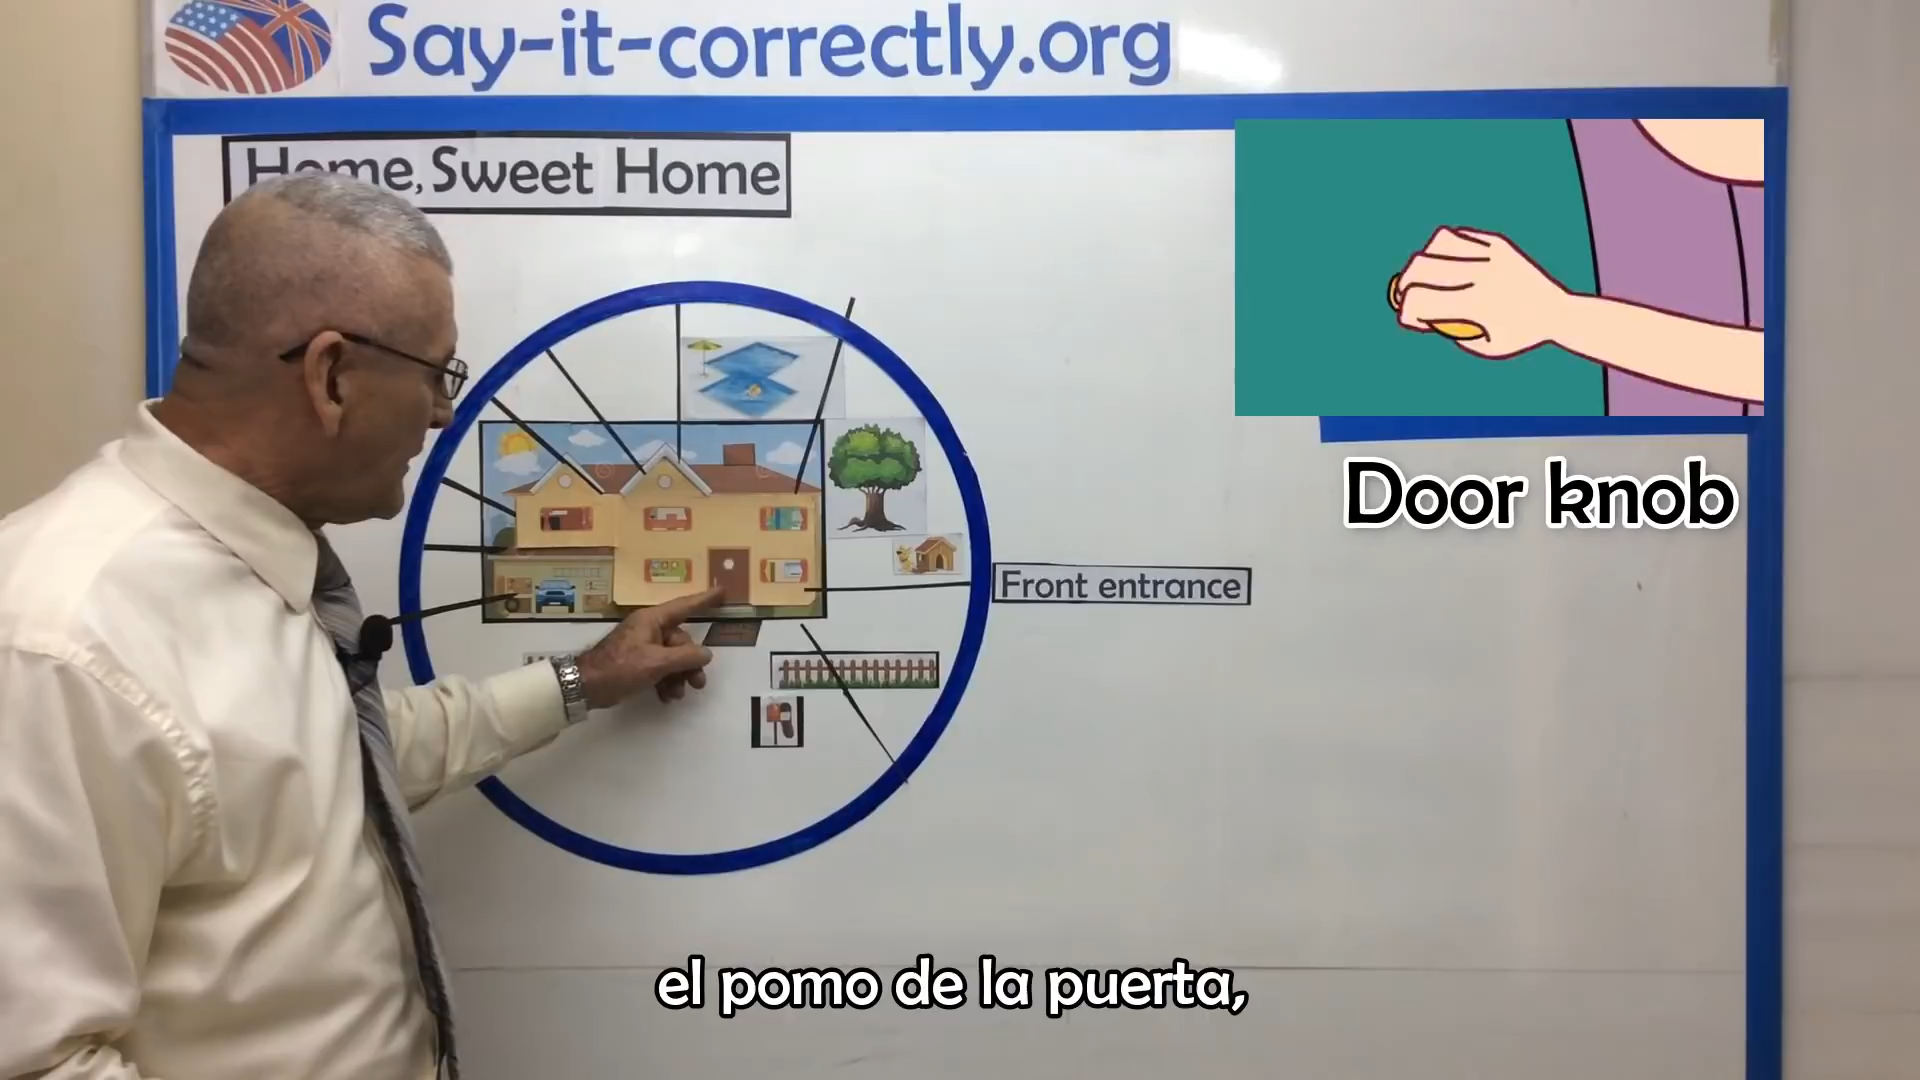 Say-it-correctly.org
Home, Sweet Home
Door knob
Front entrance
el pomo de la puerta,